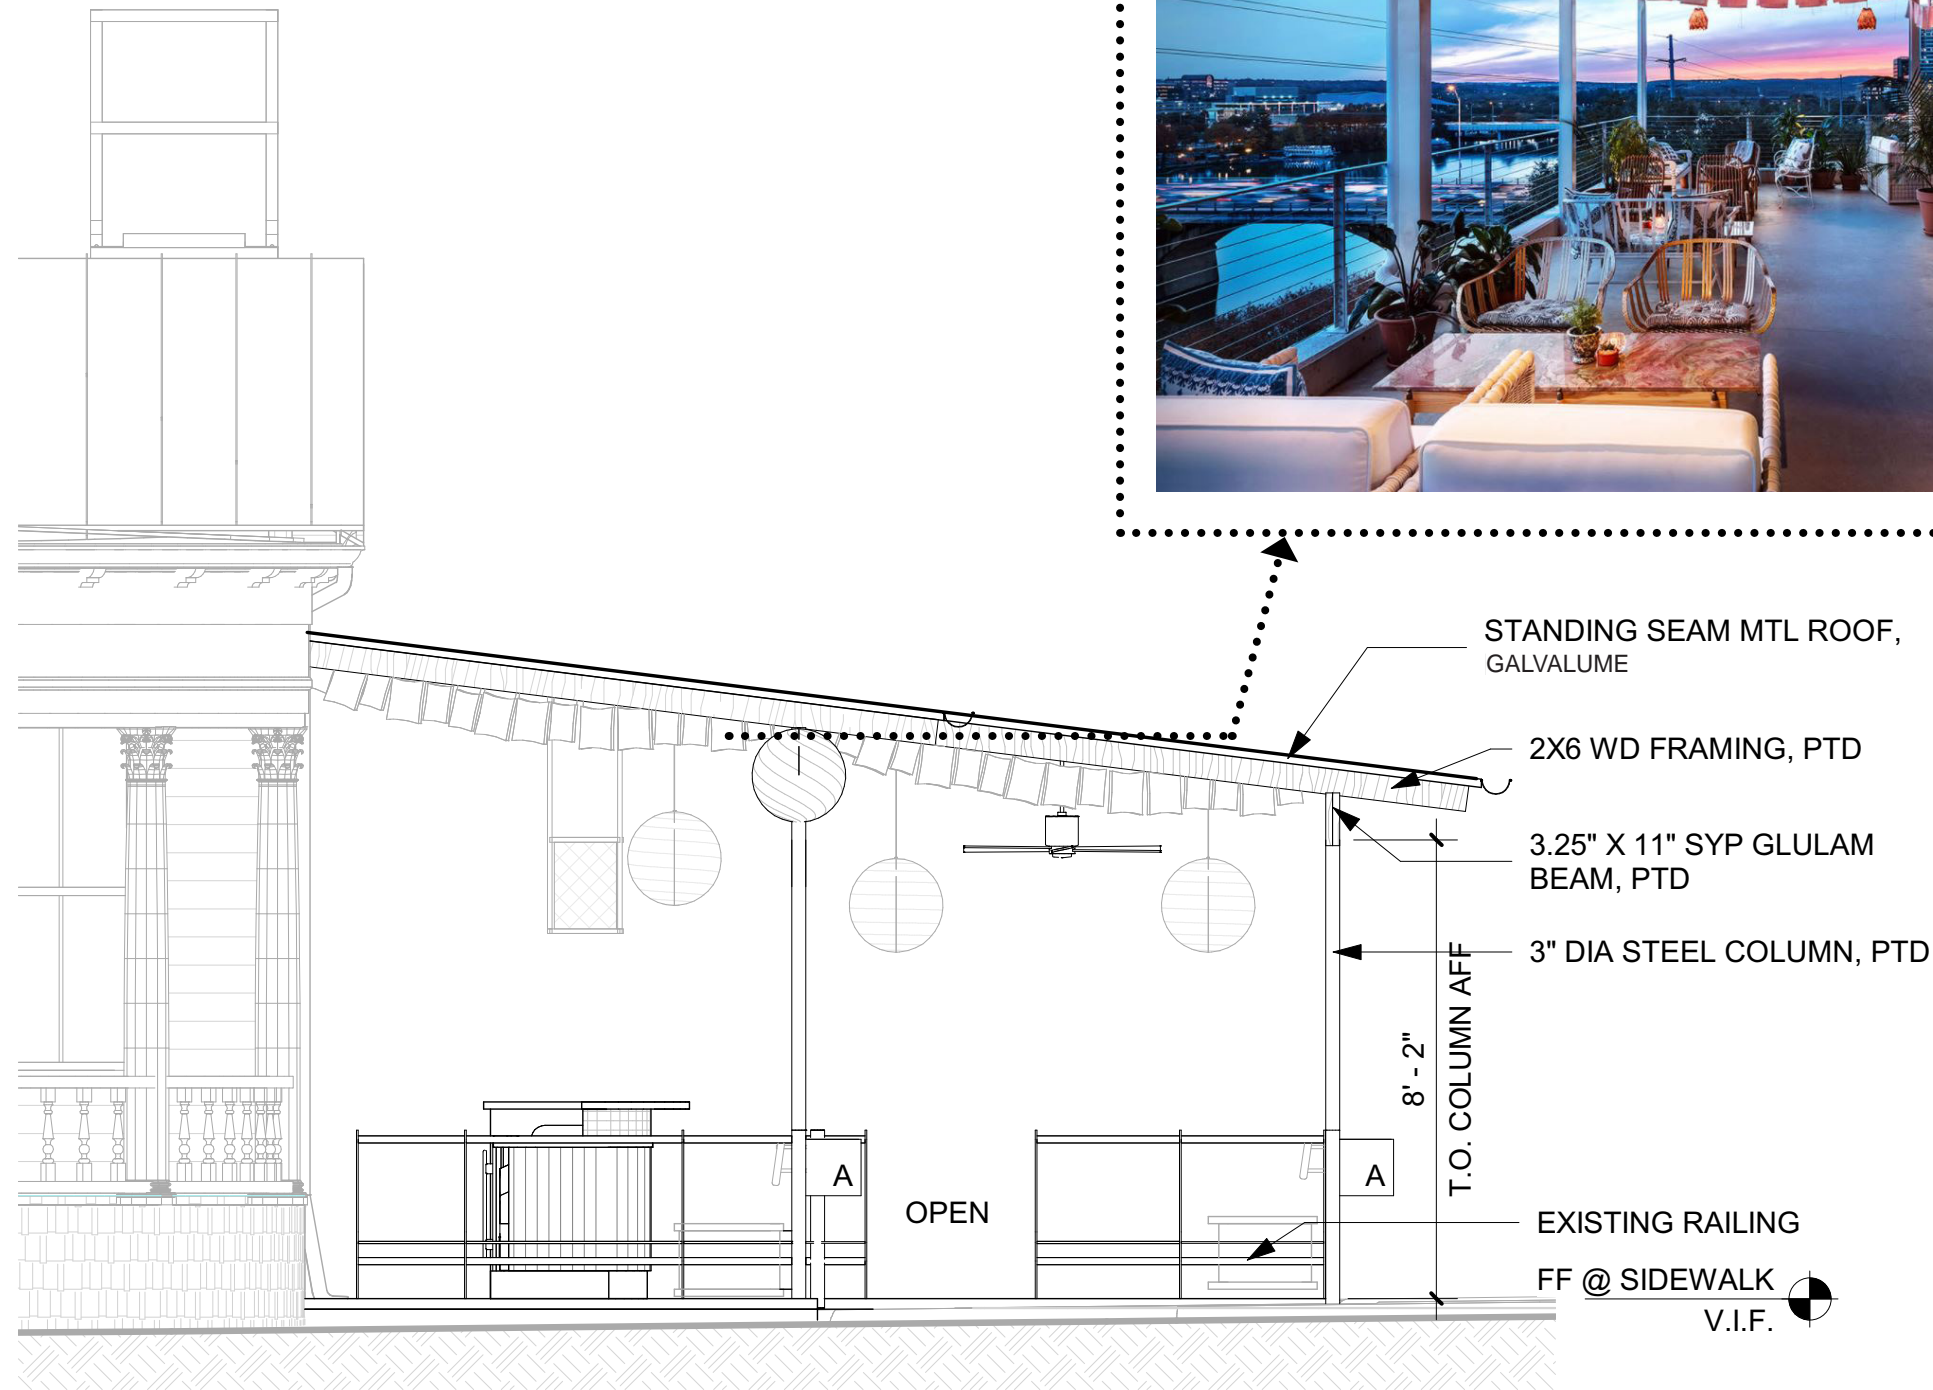 STANDING SEAM MTL ROOF,
GALVALUME
2X6 WD FRAMING, PTD
3.25" X 11" SYP GLULAM
BEAM, PTD
3" DIA STEEL COLUMN, PTD
8' - 2"
T.O. COLUMN AFF
A
A
OPEN
EXISTING RAILING
FF @ SIDEWALK
V.I.F.